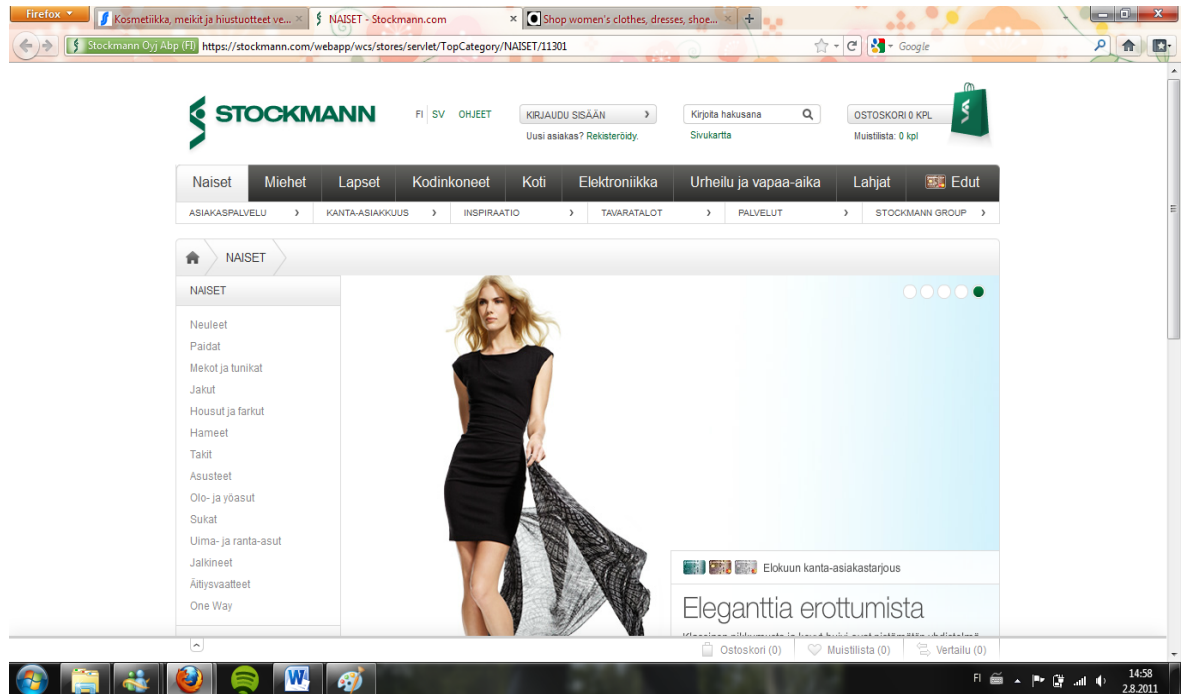 Firefox
Kosmetiikka, meikit ja hiustuotteet ve...
NAISET - Stockmann.com
Shop women's clothes, dresses, shoe...
Stockmann Oyj Abp (FI)
https://stockmann.com/webapp/wcs/stores/servlet/TopCategory/NAISET/11301
Google
STOCKMANN
FI SV OHJEET
KIRJAUDU SISÄÄN
Kirjoita hakusana
OSTOSKORI 0 KPL
Uusi asiakas? Rekisteröidy.
Sivukartta
Muistilista: 0 kpl
Naiset Miehet Lapset Kodinkoneet Koti Elektroniikka Urheilu ja vapaa-aika Lahjat Edut
ASIAKASPALVELU KANTA-ASIAKKUUS INSPIRAATIO TAVARATALOT PALVELUT STOCKMANN GROUP
NAISET
NAISET
Neuleet
Paidat
Mekot ja tunikat
Jakut
Housut ja farkut
Hameet
Takit
Asusteet
Olo- ja yöasut
Sukat
Uima- ja ranta-asut
Jalkineet
Äitiysvaatteet
One Way
Elokuun kanta-asiakastarjous
Eleganttia erottumista
Ostoskori (0) Muistilista (0) Vertailu (0)
FI
14:58
2.8.2011